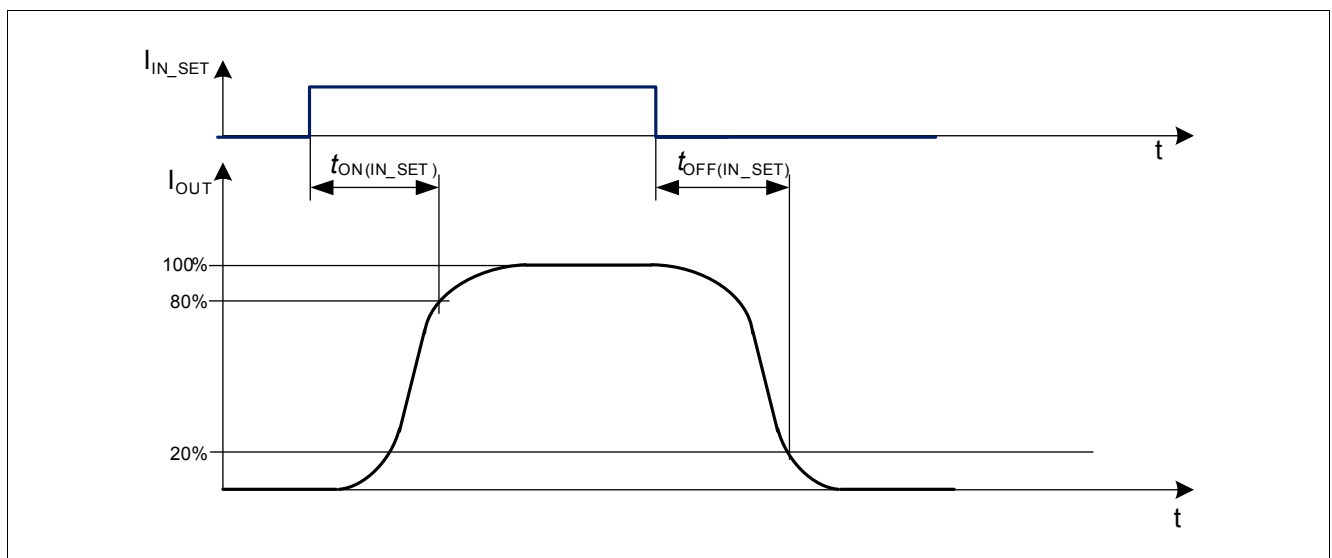 I_IN_SET
t
t_ON(IN_SET)
t_OFF(IN_SET)
I_OUT
100%
80%
20%
t